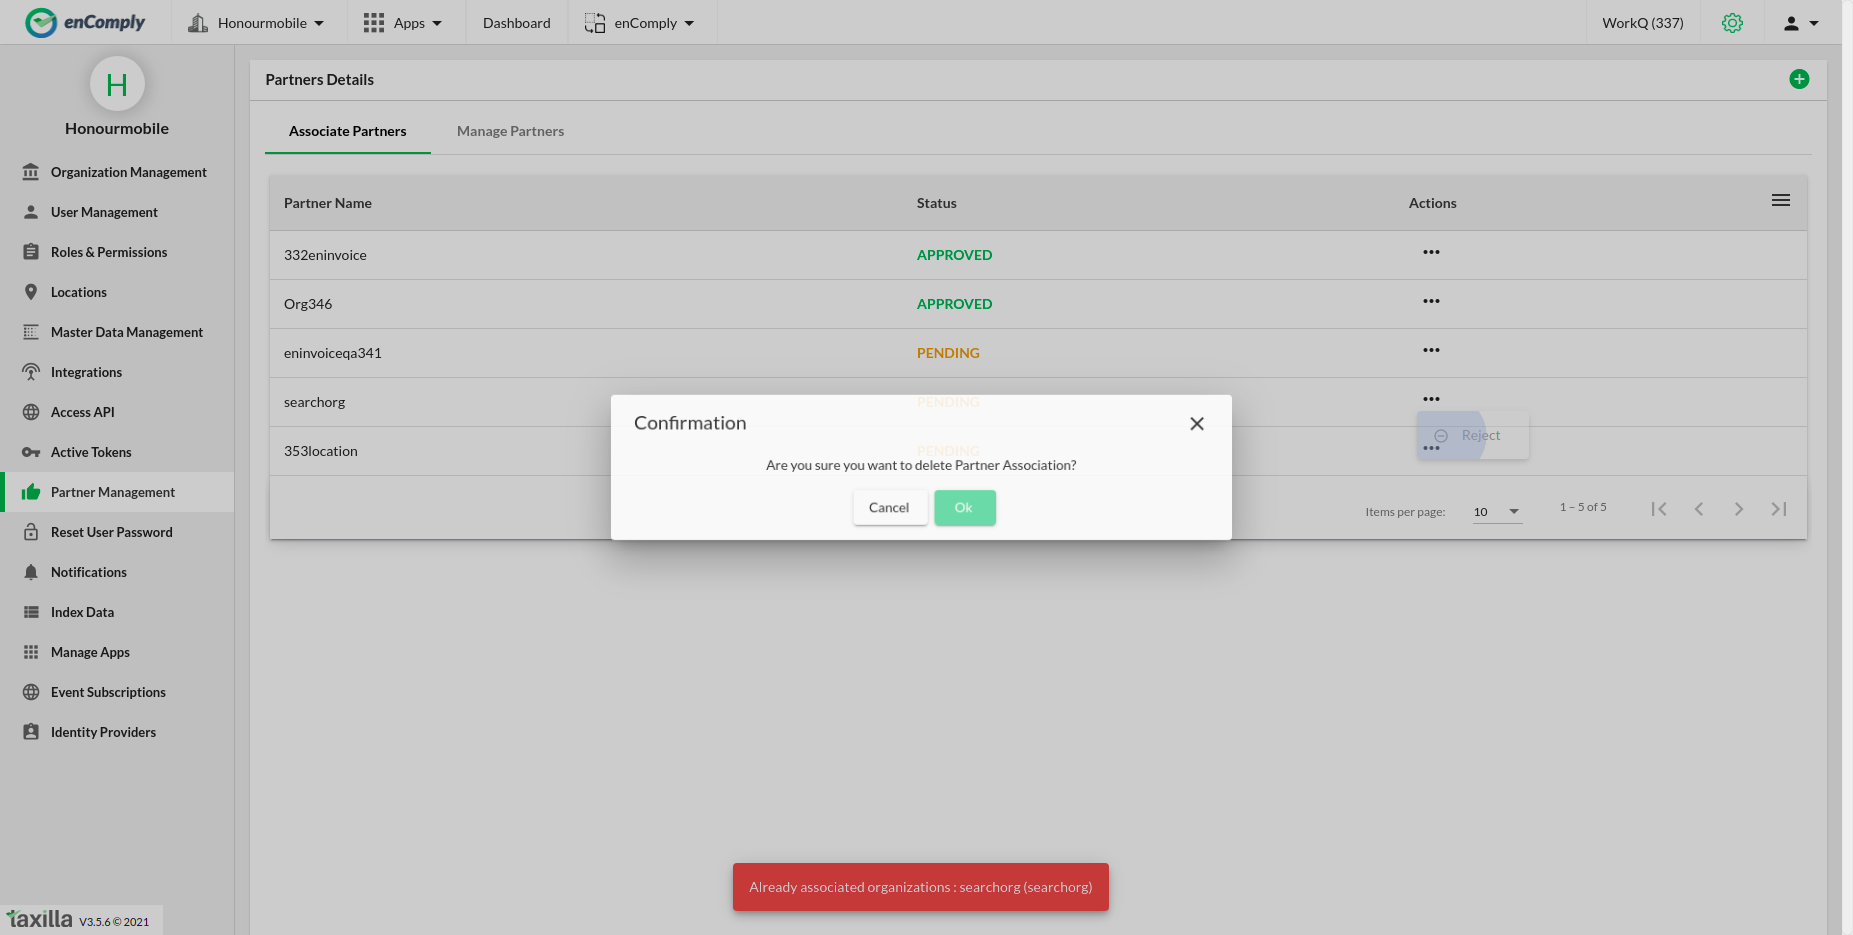 enComply
Honourmobile
Apps
Dashboard
enComply
WorkQ (337)
H
Honourmobile
Organization Management
User Management
Roles & Permissions
Locations
Master Data Management
Integrations
Access API
Active Tokens
Partner Management
Reset User Password
Notifications
Index Data
Manage Apps
Event Subscriptions
Identity Providers
taxilla V3.5.6 © 2021
Partners Details
Associate Partners Manage Partners
Partner Name Status Actions
332eninvoice APPROVED
Org346 APPROVED
eninvoiceqa341 PENDING
searchorg PENDING
353location PENDING
Reject
Items per page: 10 1 – 5 of 5
Confirmation
Are you sure you want to delete Partner Association?
Cancel Ok
Already associated organizations : searchorg (searchorg)